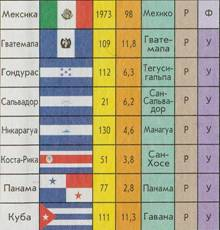 Мексика 1973 98 Мехико Р Ф
Гватемала 109 11,8 Гвате-
мала Р У
Гондурас 112 6,3 Тегуси-
гальпа Р У
Сальвадор 21 6,2 Сан-
Сальва-
дор Р У
Никарагуа 130 4,6 Манагуа Р У
Коста-Рика 51 3,8 Сан-
Хосе Р У
Панама 77 2,8 Панама Р У
Куба 111 11,3 Гавана Р У